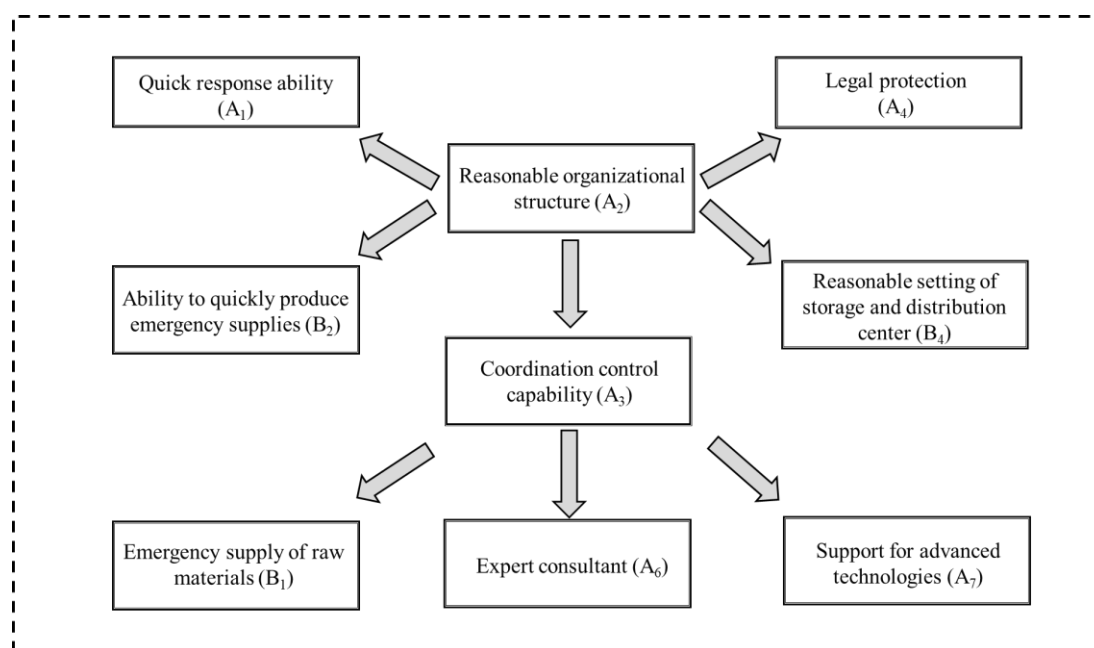 Quick response ability
(A₁)
Legal protection
(A₄)
Reasonable organizational
structure (A₂)
Ability to quickly produce
emergency supplies (B₂)
Reasonable setting of
storage and distribution
center (B₄)
Coordination control
capability (A₃)
Emergency supply of raw
materials (B₁)
Expert consultant (A₆)
Support for advanced
technologies (A₇)